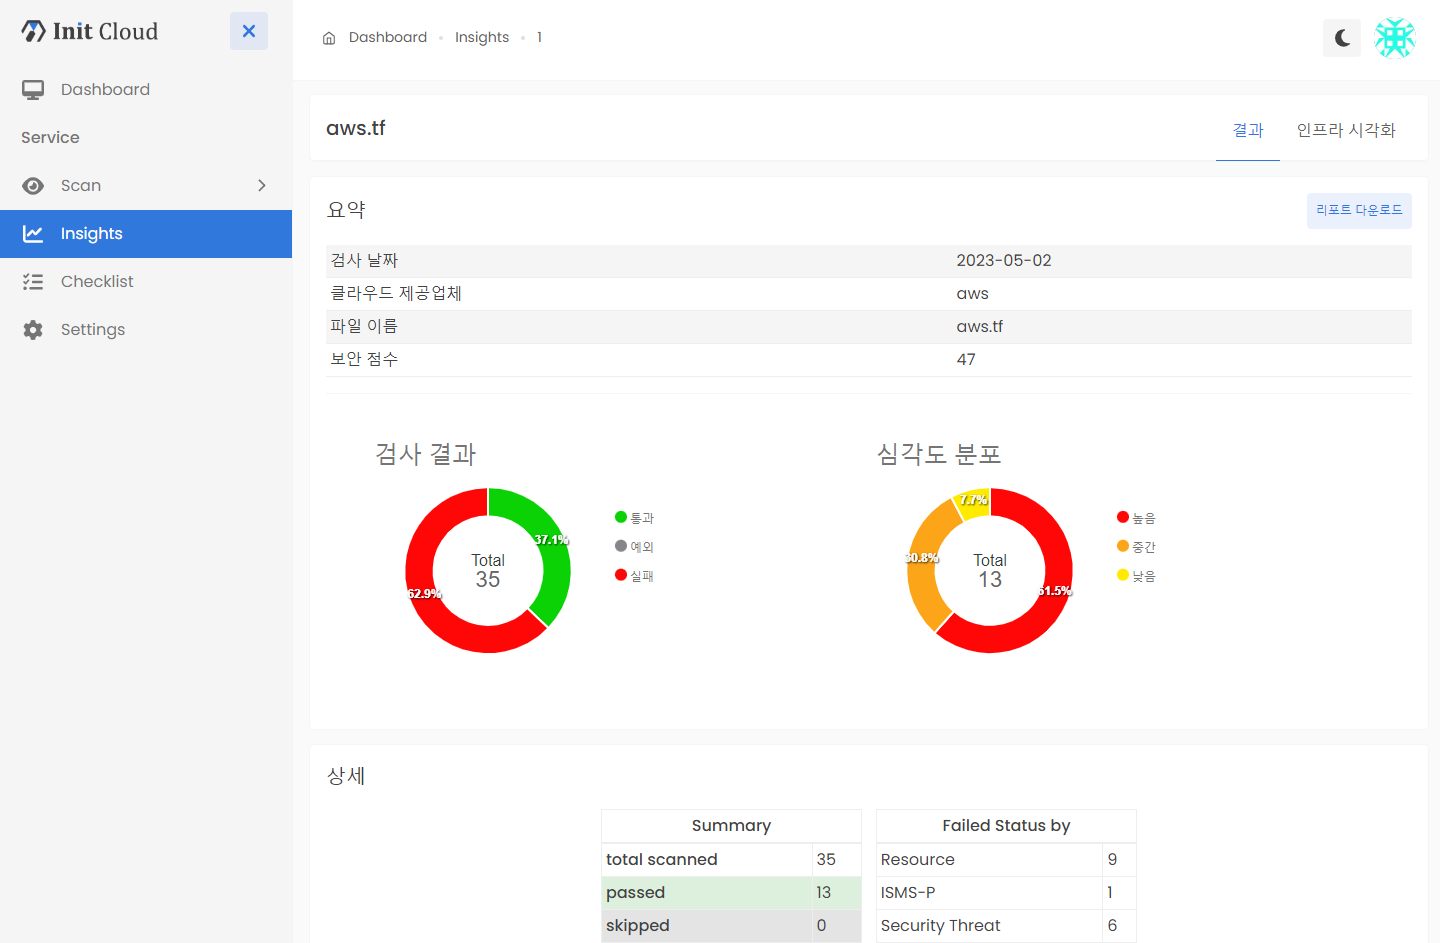 Init Cloud
Dashboard
Service
Scan
Insights
Checklist
Settings
Dashboard • Insights • 1
aws.tf
결과
인프라 시각화
요약
리포트 다운로드
검사 날짜 2023-05-02
클라우드 제공업체 aws
파일 이름 aws.tf
보안 점수 47
검사 결과
37.1%
62.9%
Total
35
통과
예외
실패
심각도 분포
7.7%
30.8%
61.5%
Total
13
높음
중간
낮음
상세
Summary
total scanned 35
passed 13
skipped 0
Failed Status by
Resource 9
ISMS-P 1
Security Threat 6